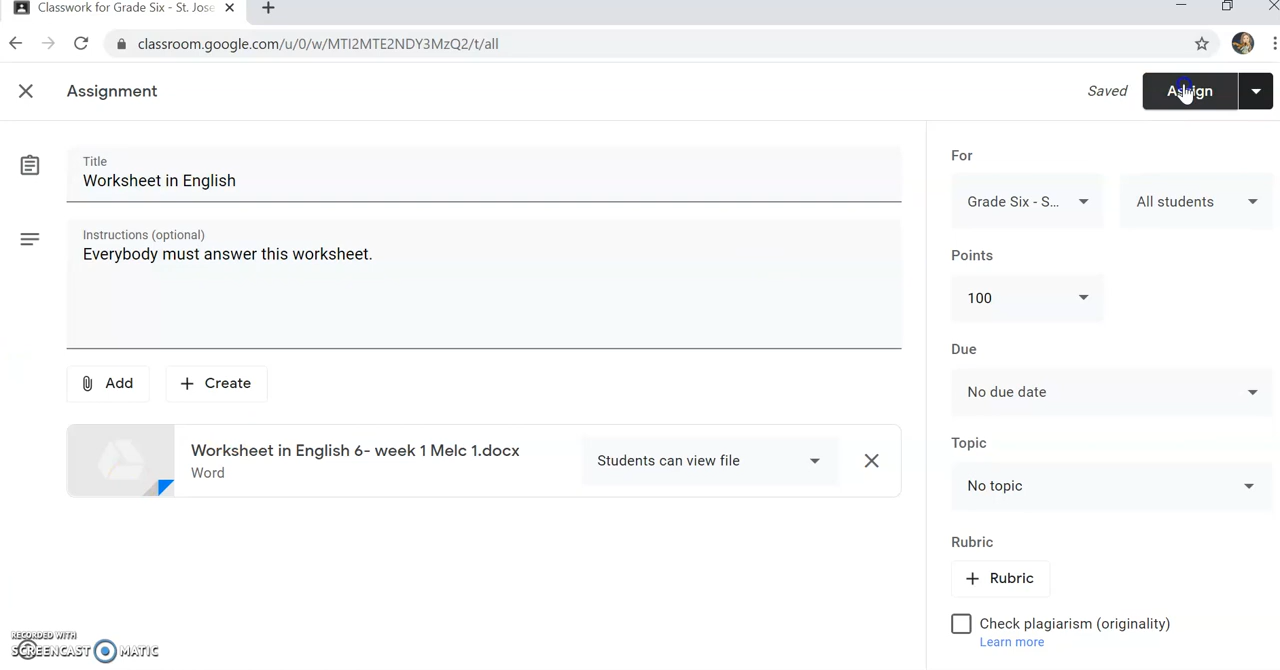 Classwork for Grade Six - St. Jose
classroom.google.com/u/0/w/MTI2MTE2NDY3MzQ2/t/all
Assignment
Saved
Assign
Title
Worksheet in English
Instructions (optional)
Everybody must answer this worksheet.
Add
Create
Worksheet in English 6- week 1 Melc 1.docx
Word
Students can view file
For
Grade Six - S...
All students
Points
100
Due
No due date
Topic
No topic
Rubric
Rubric
Check plagiarism (originality)
Learn more
RECORDED WITH
SCREENCAST MATIC